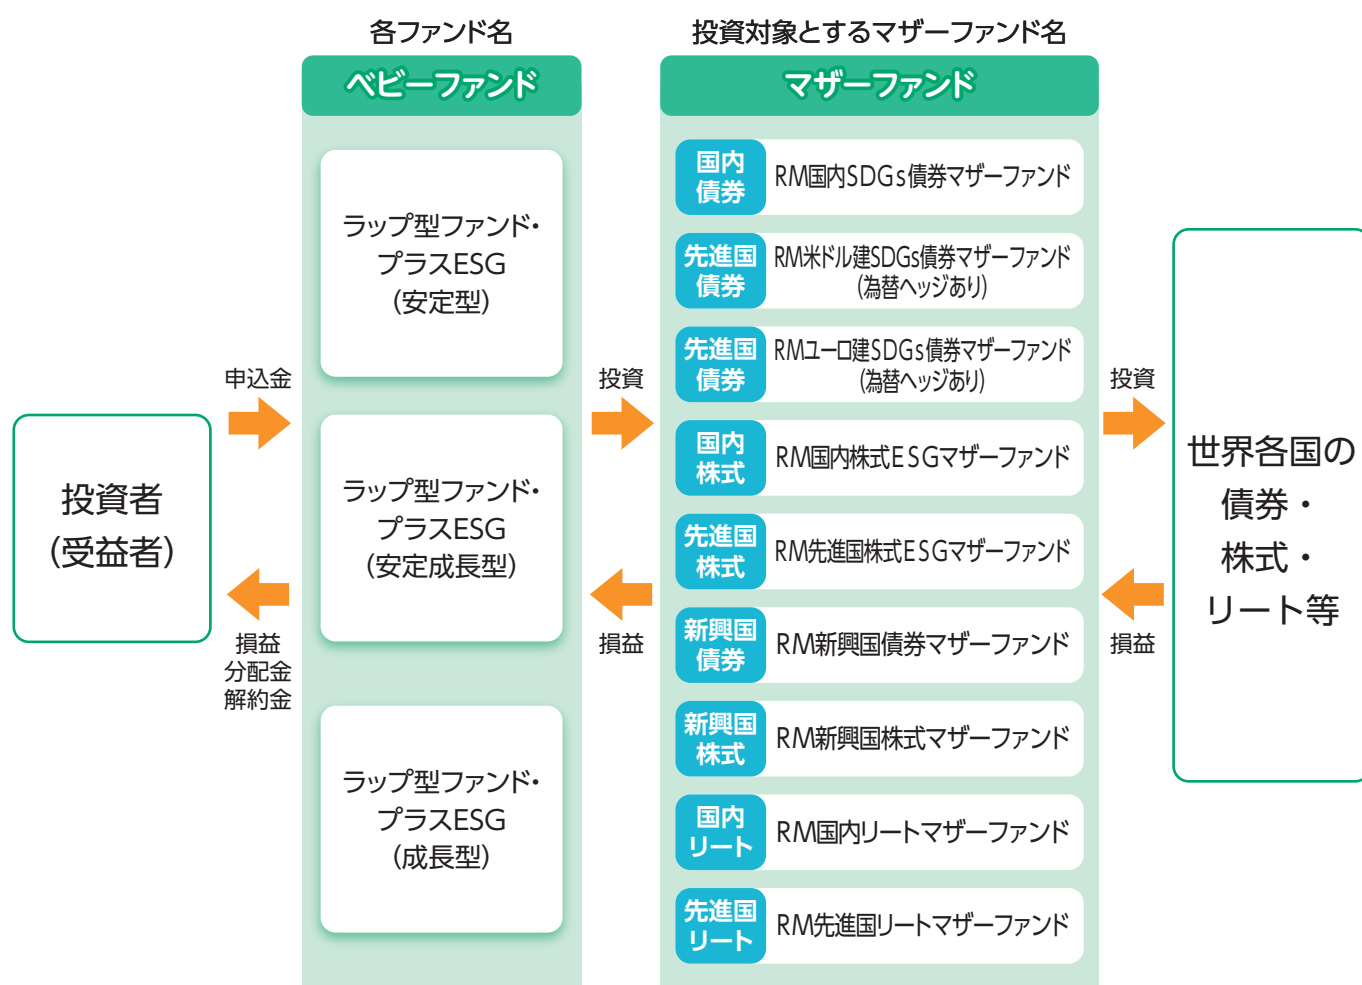 各ファンド名
ベビーファンド
ラップ型ファンド・
プラスESG
(安定型)
ラップ型ファンド・
プラスESG
(安定成長型)
ラップ型ファンド・
プラスESG
(成長型)
投資対象とするマザーファンド名
マザーファンド
国内
債券
RM国内SDGs債券マザーファンド
先進国
債券
RM米ドル建SDGs債券マザーファンド
(為替ヘッジあり)
先進国
債券
RMユーロ建SDGs債券マザーファンド
(為替ヘッジあり)
国内
株式
RM国内株式ESGマザーファンド
先進国
株式
RM先進国株式ESGマザーファンド
新興国
債券
RM新興国債券マザーファンド
新興国
株式
RM新興国株式マザーファンド
国内
リート
RM国内リートマザーファンド
先進国
リート
RM先進国リートマザーファンド
投資者
(受益者)
申込金
損益
分配金
解約金
投資
損益
投資
損益
世界各国の
債券・
株式・
リート等